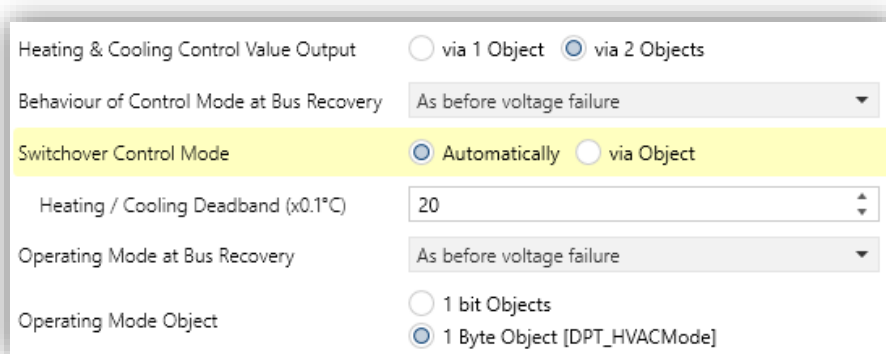 Heating & Cooling Control Value Output via 1 Object via 2 Objects
Behaviour of Control Mode at Bus Recovery As before voltage failure
Switchover Control Mode Automatically via Object
Heating / Cooling Deadband (x0.1°C) 20
Operating Mode at Bus Recovery As before voltage failure
Operating Mode Object 1 bit Objects
1 Byte Object [DPT_HVACMode]